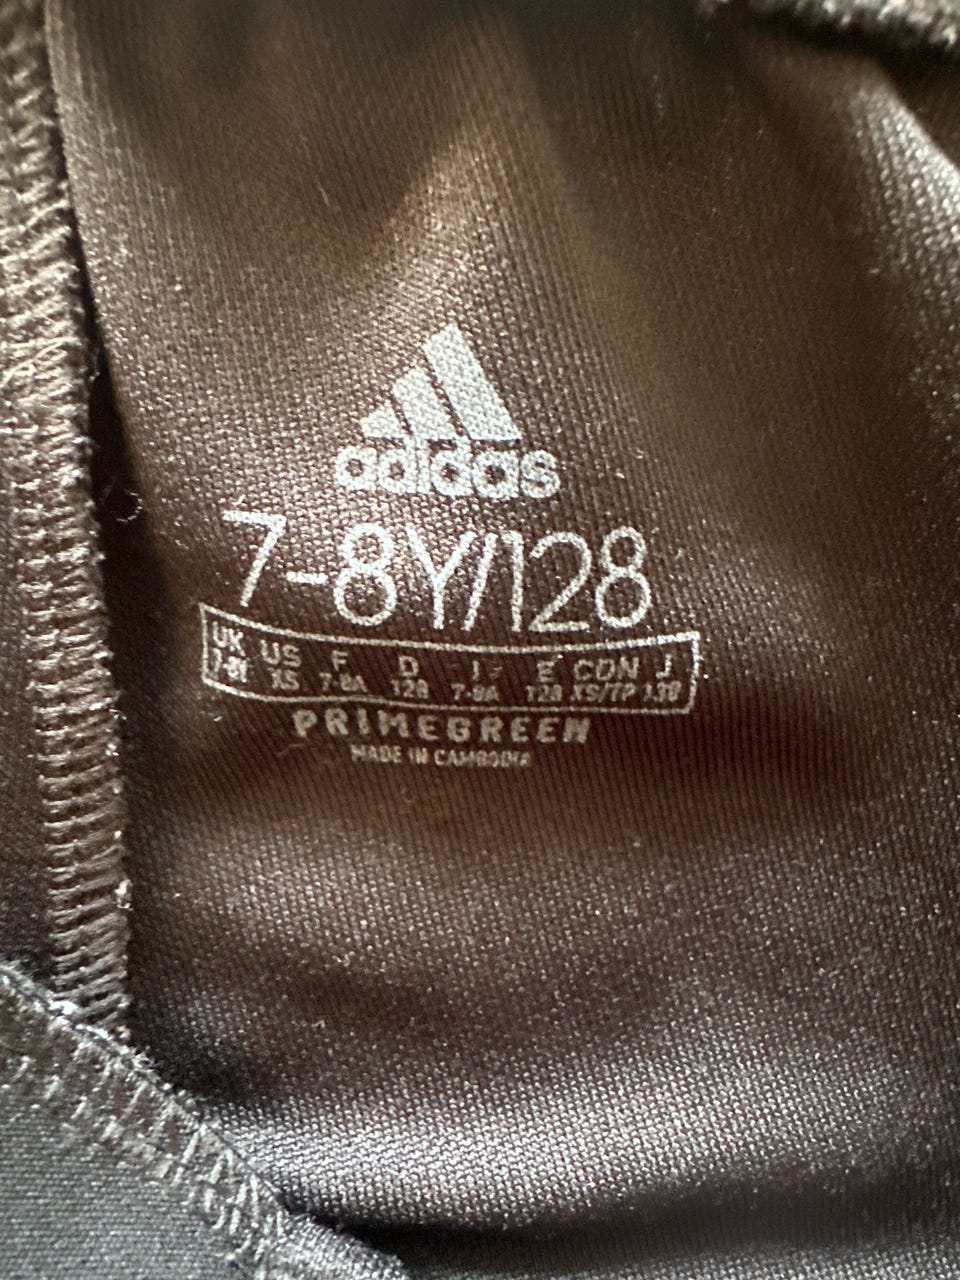 adidas
7-8Y/128
UK US F D I E CDN J
7-8Y XS 7-8A 128 7-8A 128 XS/TP 130
PRIMEGREEN
MADE IN CAMBODIA